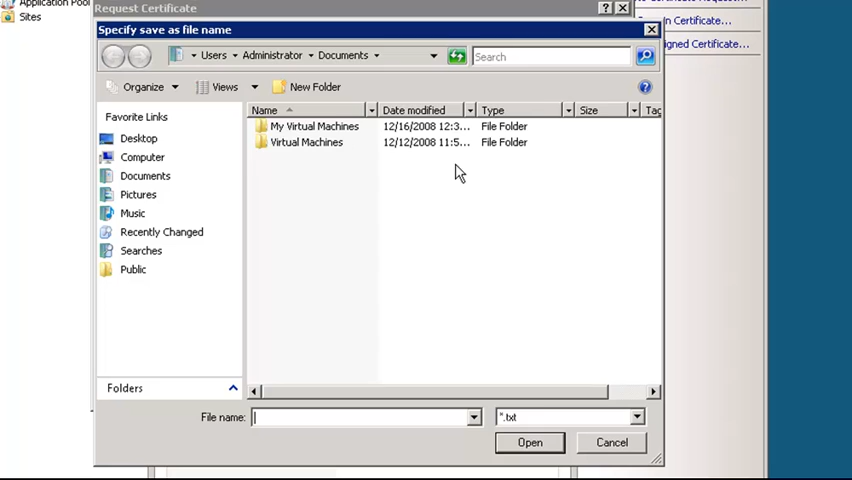 Application Pool
Sites
Request Certificate
?
Specify save as file name
Users
Administrator
Documents
Search
Organize
Views
New Folder
Favorite Links
Desktop
Computer
Documents
Pictures
Music
Recently Changed
Searches
Public
Folders
Name
Date modified
Type
Size
Tag
My Virtual Machines
12/16/2008 12:3...
File Folder
Virtual Machines
12/12/2008 11:5...
File Folder
File name:
*.txt
Open
Cancel
Certificate...
igned Certificate...